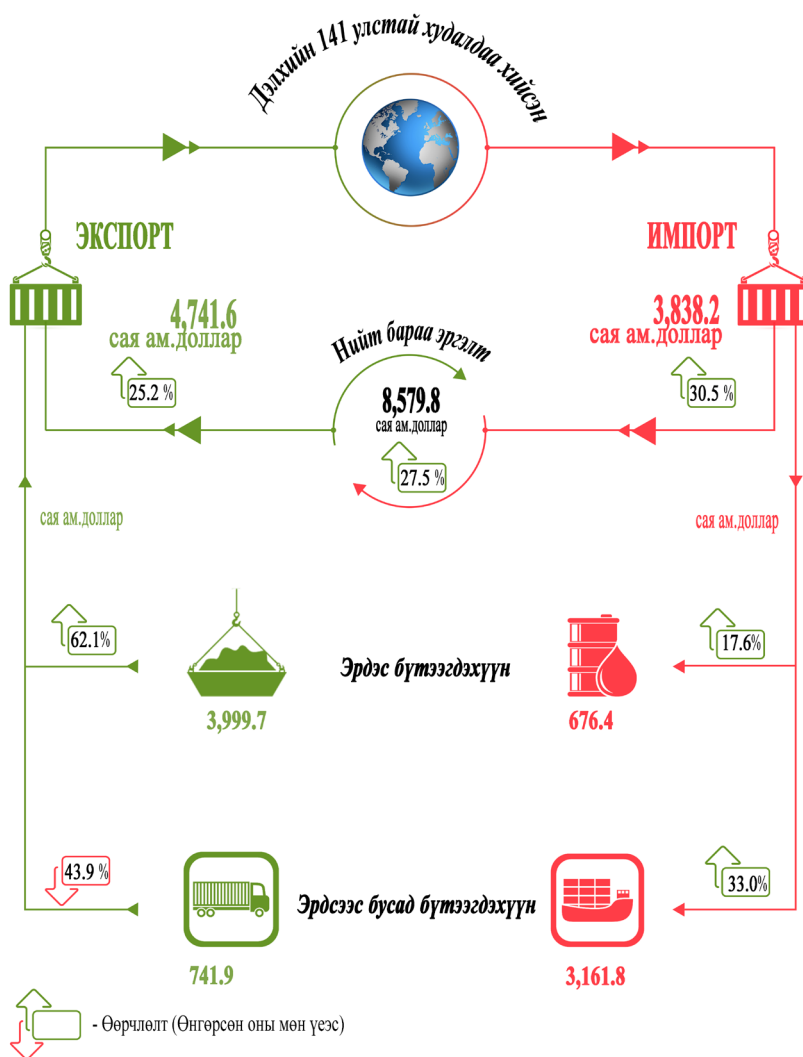 Дэлхийн 141 улстай худалдаа хийсэн
ЭКСПОРТ
ИМПОРТ
4,741.6
сая ам.доллар
25.2 %
3,838.2
сая ам.доллар
30.5 %
Нийт бараа эргэлт
8,579.8
сая ам.доллар
27.5 %
сая ам.доллар
сая ам.доллар
62.1%
Эрдэс бүтээгдэхүүн
17.6%
3,999.7
676.4
43.9 %
Эрдсээс бусад бүтээгдэхүүн
33.0%
741.9
3,161.8
- Өөрчлөлт (Өнгөрсөн оны мөн үеэс)